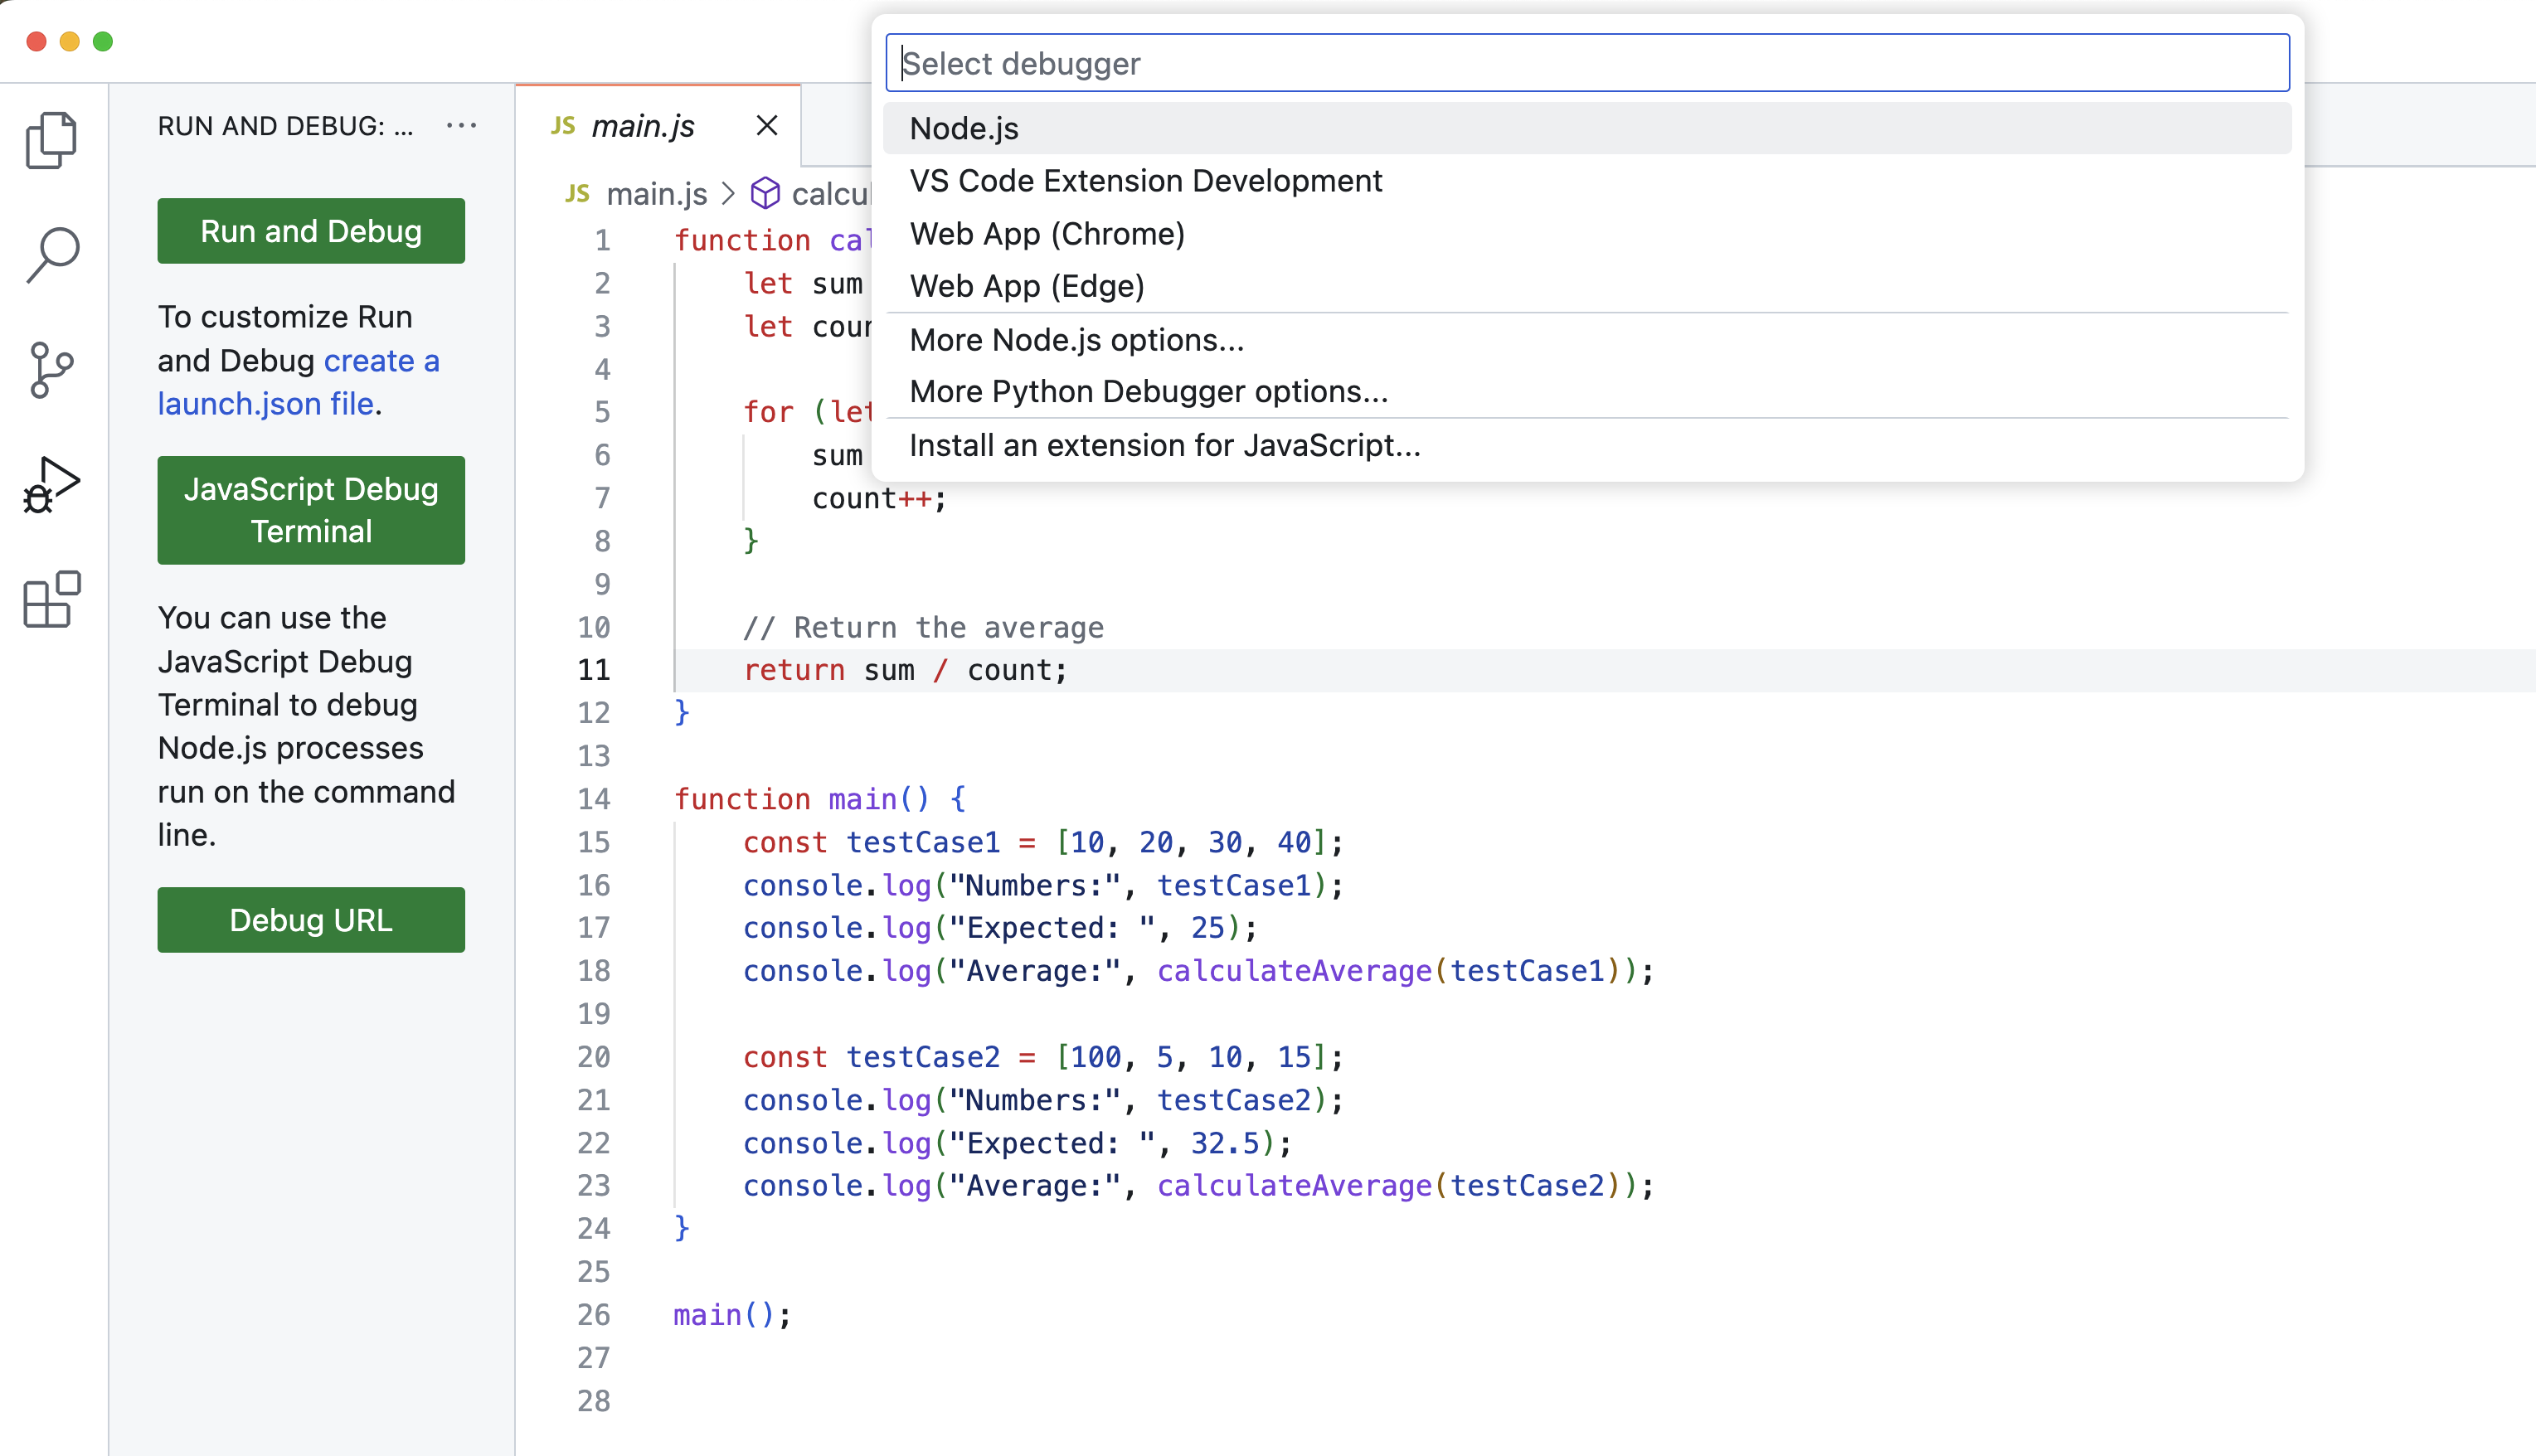 Select debugger
Node.js
VS Code Extension Development
Web App (Chrome)
Web App (Edge)
More Node.js options...
More Python Debugger options...
Install an extension for JavaScript...
RUN AND DEBUG: ...
Run and Debug
To customize Run
and Debug create a
launch.json file.
JavaScript Debug
Terminal
You can use the
JavaScript Debug
Terminal to debug
Node.js processes
run on the command
line.
Debug URL
JS main.js
JS main.js > calcu
1 function cal
2 let sum
3 let coun
4
5 for (let
6 sum
7 count++;
8 }
9
10 // Return the average
11 return sum / count;
12 }
13
14 function main() {
15 const testCase1 = [10, 20, 30, 40];
16 console.log("Numbers:", testCase1);
17 console.log("Expected: ", 25);
18 console.log("Average:", calculateAverage(testCase1));
19
20 const testCase2 = [100, 5, 10, 15];
21 console.log("Numbers:", testCase2);
22 console.log("Expected: ", 32.5);
23 console.log("Average:", calculateAverage(testCase2));
24 }
25
26 main();
27
28